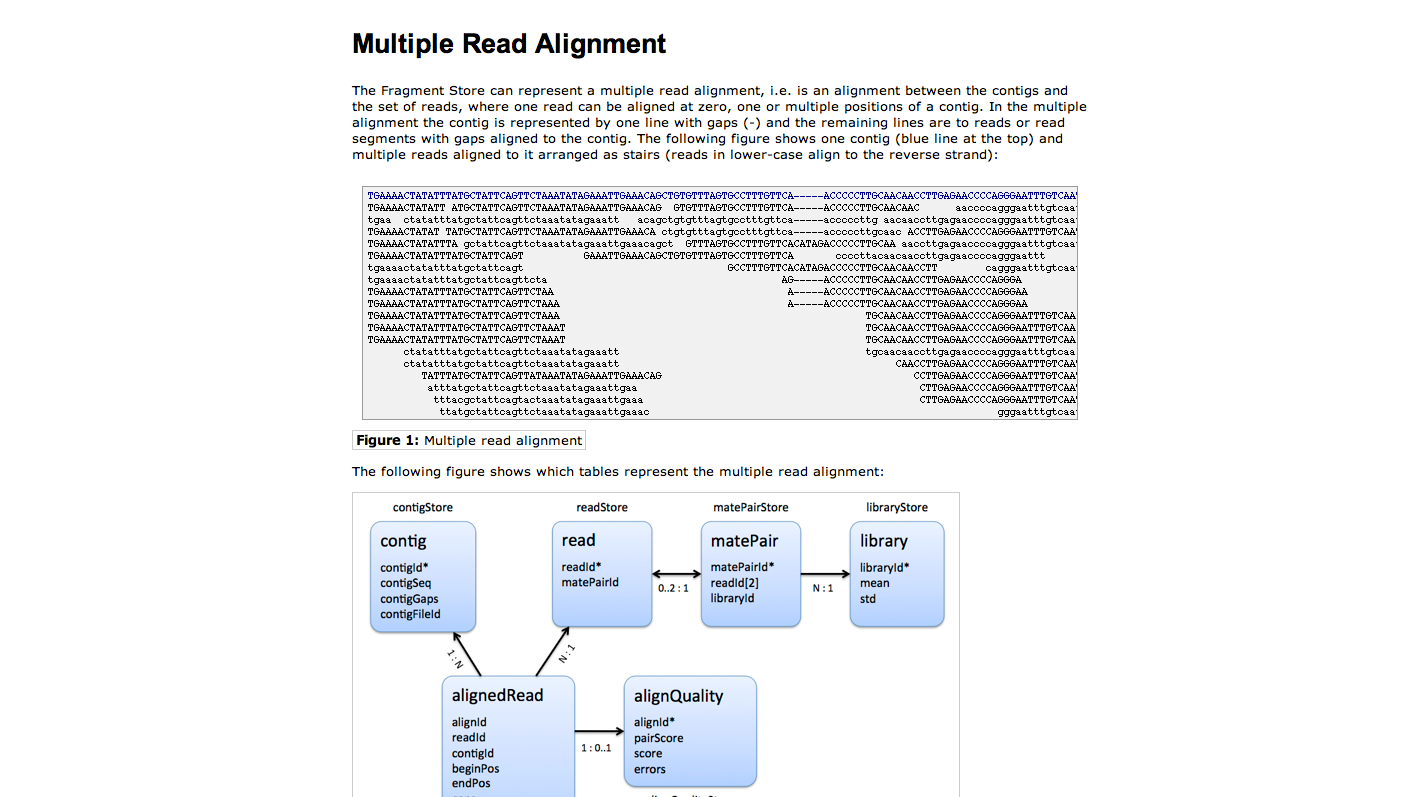 Multiple Read Alignment
The Fragment Store can represent a multiple read alignment, i.e. is an alignment between the contigs and
the set of reads, where one read can be aligned at zero, one or multiple positions of a contig. In the multiple
alignment the contig is represented by one line with gaps (-) and the remaining lines are to reads or read
segments with gaps aligned to the contig. The following figure shows one contig (blue line at the top) and
multiple reads aligned to it arranged as stairs (reads in lower-case align to the reverse strand):
TGAAAACTATATTTATGCTATTCAGTTCTAAATATAGAAATTGAAACAGCTGTGTTTAGTGCCTTTGTTCA-----ACCCCCTTGCAACAACCTTGAGAACCCCAGGGAATTTGTCAA
TGAAAACTATATT ATGCTATTCAGTTCTAAATATAGAAATTGAAACAG GTGTTTAGTGCCTTTGTTCA-----ACCCCCTTGCAACAAC aaccccagggaatttgtcaa
tgaa ctatatttatgctattcagttctaaatatagaaatt acagctgtgtttagtgcctttgttca-----acccccttg aacaaccttgagaaccccagggaatttgtcaa
TGAAAACTATAT TATGCTATTCAGTTCTAAATATAGAAATTGAAACA ctgtgtttagtgcctttgttca-----acccccttgcaac ACCTTGAGAACCCCAGGGAATTTGTCAA
TGAAAACTATATTTA gctattcagttctaaatatagaaattgaaacagct GTTTAGTGCCTTTGTTCACATAGACCCCCTTGCAA aaccttgagaaccccagggaatttgtcaa
TGAAAACTATATTTATGCTATTCAGT GAAATTGAAACAGCTGTGTTTAGTGCCTTTGTTCA ccccttacaacaaccttgagaaccccagggaattt
tgaaaactatatttatgctattcagt GCCTTTGTTCACATAGACCCCCTTGCAACAACCTT cagggaatttgtcaa
tgaaaactatatttatgctattcagttcta AG-----ACCCCCTTGCAACAACCTTGAGAACCCCAGGGA
TGAAAACTATATTTATGCTATTCAGTTCTAA A-----ACCCCCTTGCAACAACCTTGAGAACCCCAGGGAA
TGAAAACTATATTTATGCTATTCAGTTCTAAA A-----ACCCCCTTGCAACAACCTTGAGAACCCCAGGGAA
TGAAAACTATATTTATGCTATTCAGTTCTAAA TGCAACAACCTTGAGAACCCCAGGGAATTTGTCAA
TGAAAACTATATTTATGCTATTCAGTTCTAAAT TGCAACAACCTTGAGAACCCCAGGGAATTTGTCAA
TGAAAACTATATTTATGCTATTCAGTTCTAAAT TGCAACAACCTTGAGAACCCCAGGGAATTTGTCAA
ctatatttatgctattcagttctaaatatagaaatt tgcaacaaccttgagaaccccagggaatttgtcaa
ctatatttatgctattcagttctaaatatagaaatt CAACCTTGAGAACCCCAGGGAATTTGTCAA
TATTTATGCTATTCAGTTATAAATATAGAAATTGAAACAG CCTTGAGAACCCCAGGGAATTTGTCAA
atttatgctattcagttctaaatatagaaattgaa CTTGAGAACCCCAGGGAATTTGTCAA
tttacgctattcagtactaaatatagaaattgaaa CTTGAGAACCCCAGGGAATTTGTCAA
ttatgctattcagttctaaatatagaaattgaaac gggaatttgtcaa
Figure 1: Multiple read alignment
The following figure shows which tables represent the multiple read alignment:
contigStore readStore matePairStore libraryStore
contig read matePair library
contigId* readId* matePairId* libraryId*
contigSeq matePairId readId[2] mean
contigGaps libraryId std
contigFileId
0..2 : 1 N : 1
1 : N N : 1
alignedRead alignQuality
alignId alignId*
readId pairScore
contigId score
beginPos errors
endPos
1 : 0..1